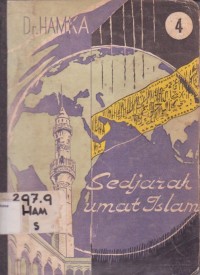 Dr. HAMKA
4
297.9
HAM
S
Sedjarah
umat Islam